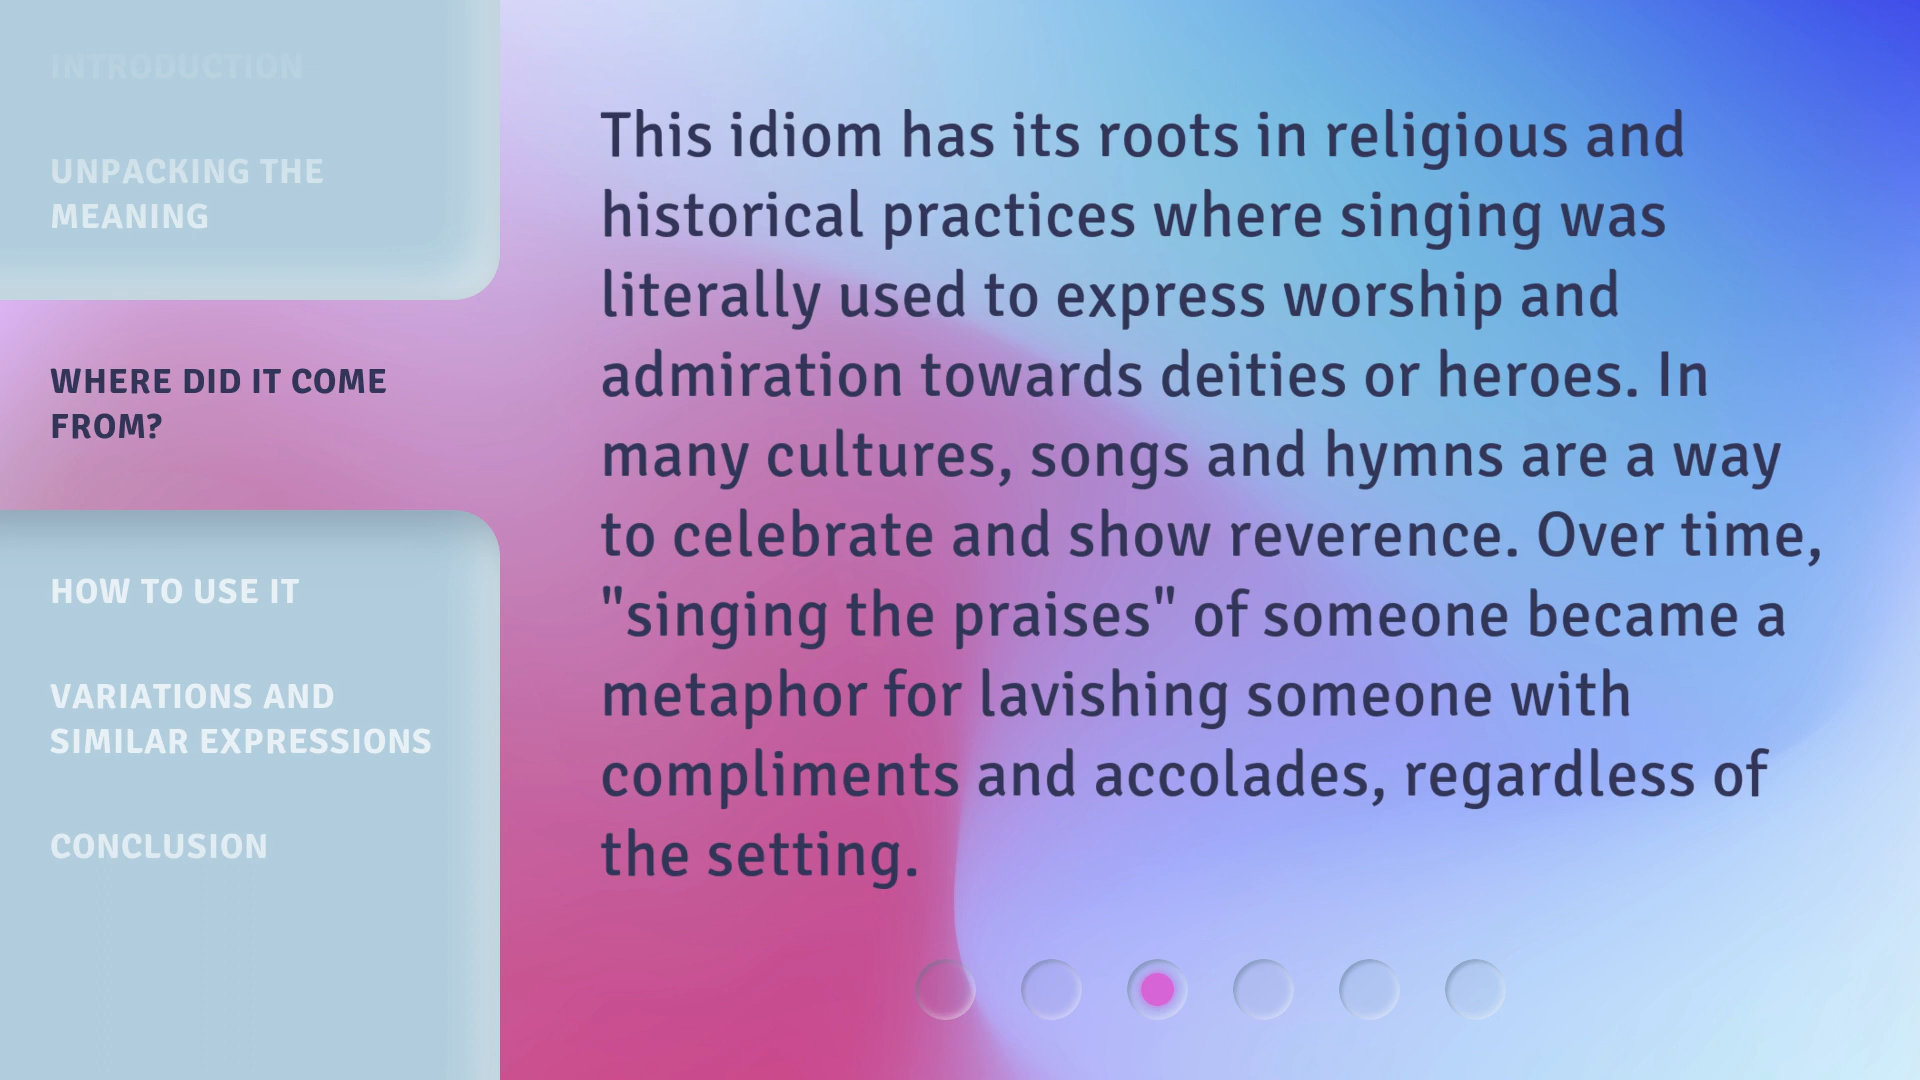 INTRODUCTION
UNPACKING THE
MEANING
WHERE DID IT COME
FROM?
HOW TO USE IT
VARIATIONS AND
SIMILAR EXPRESSIONS
CONCLUSION
This idiom has its roots in religious and
historical practices where singing was
literally used to express worship and
admiration towards deities or heroes. In
many cultures, songs and hymns are a way
to celebrate and show reverence. Over time,
"singing the praises" of someone became a
metaphor for lavishing someone with
compliments and accolades, regardless of
the setting.